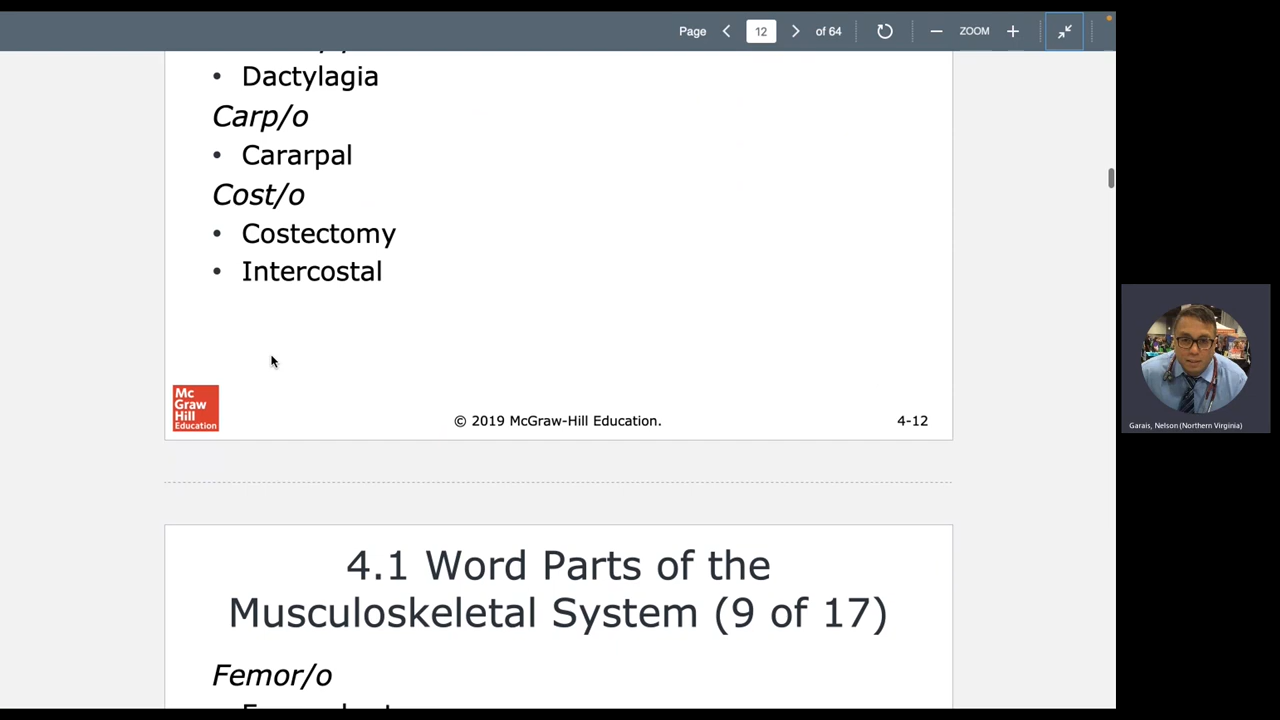 Page 12 of 64 ZOOM
• Dactylagia
Carp/o
• Cararpal
Cost/o
• Costectomy
• Intercostal
Mc
Graw
Hill
Education
© 2019 McGraw-Hill Education.
4-12
Garais, Nelson (Northern Virginia)
4.1 Word Parts of the
Musculoskeletal System (9 of 17)
Femor/o